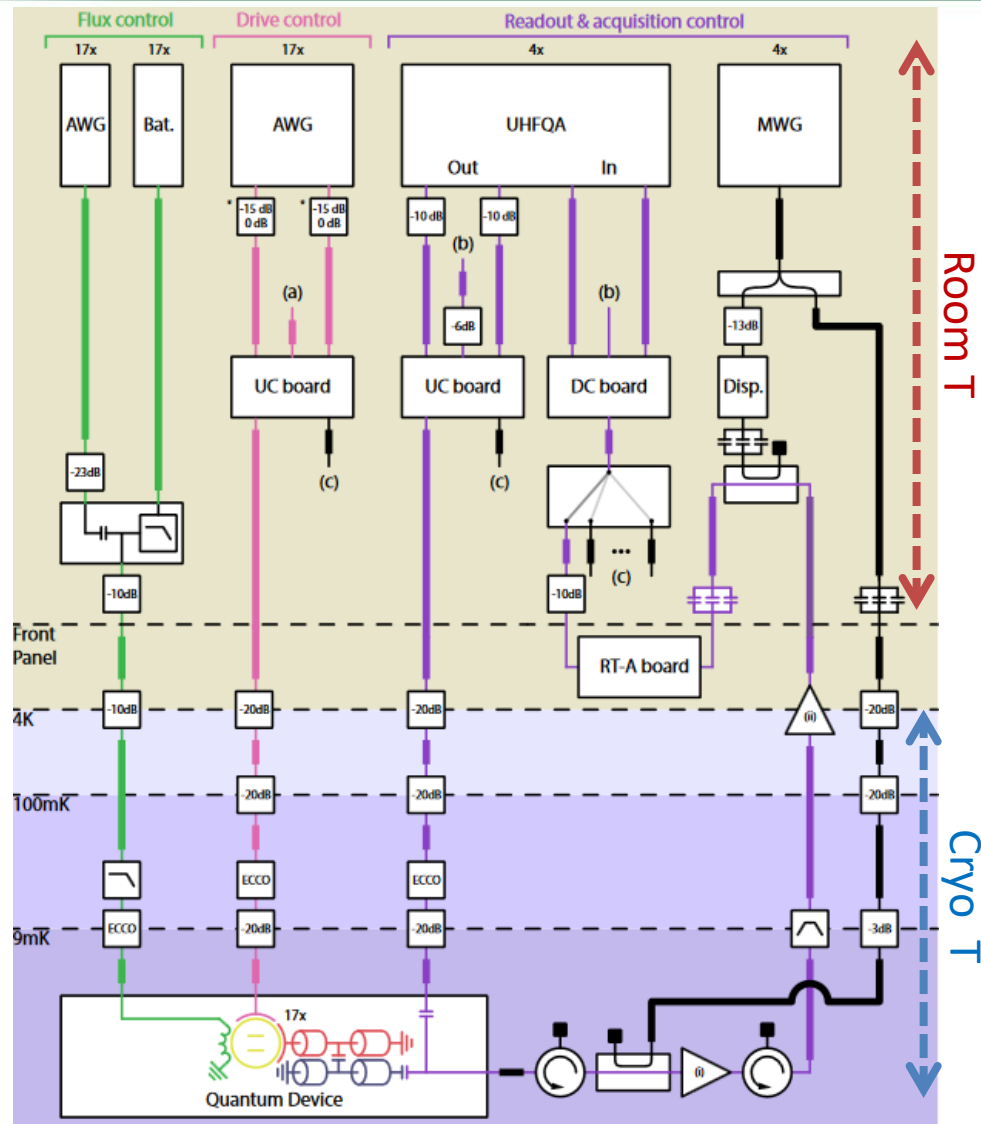 Flux control
Drive control
Readout & acquisition control
17x
17x
17x
4x
4x
AWG
Bat.
AWG
UHFQA
Out
In
MWG
* -15 dB
0 dB
* -15 dB
0 dB
-10 dB
-10 dB
(b)
(a)
(b)
-6dB
-13dB
UC board
UC board
DC board
Disp.
-23dB
(c)
(c)
...
(c)
-10dB
-10dB
Front
Panel
RT-A board
Room T
4K
-10dB
-20dB
-20dB
(ii)
-20dB
100mK
-20dB
-20dB
-20dB
ECCO
ECCO
9mK
ECCO
-20dB
-20dB
-3dB
Cryo T
17x
(i)
Quantum Device